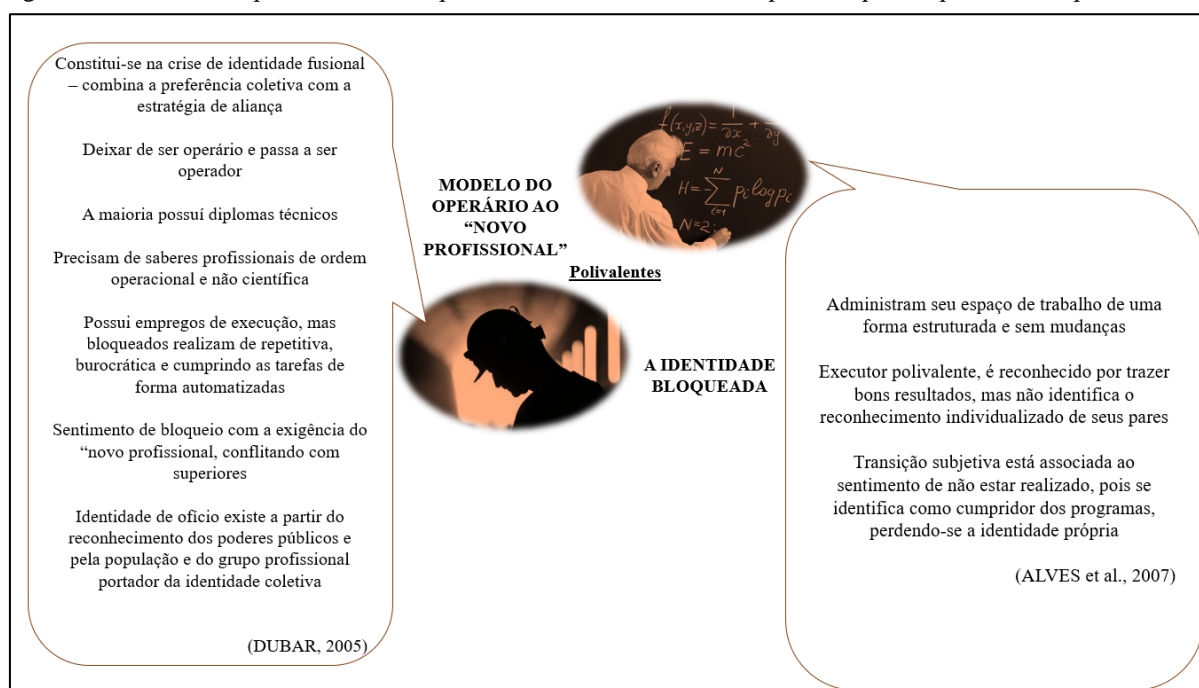 Constitui-se na crise de identidade fusional
– combina a preferência coletiva com a
estratégia de aliança
Deixar de ser operário e passa a ser
operador
A maioria possuí diplomas técnicos
Precisam de saberes profissionais de ordem
operacional e não científica
Possui empregos de execução, mas
bloqueados realizam de repetitiva,
burocrática e cumprindo as tarefas de
forma automatizadas
Sentimento de bloqueio com a exigência do
“novo profissional, conflitando com
superiores
Identidade de ofício existe a partir do
reconhecimento dos poderes públicos e
pela população e do grupo profissional
portador da identidade coletiva
(DUBAR, 2005)
MODELO DO
OPERÁRIO AO
“NOVO
PROFISSIONAL”
Polivalentes
A IDENTIDADE
BLOQUEADA
E = mc²
Administram seu espaço de trabalho de uma
forma estruturada e sem mudanças
Executor polivalente, é reconhecido por trazer
bons resultados, mas não identifica o
reconhecimento individualizado de seus pares
Transição subjetiva está associada ao
sentimento de não estar realizado, pois se
identifica como cumpridor dos programas,
perdendo-se a identidade própria
(ALVES et al., 2007)